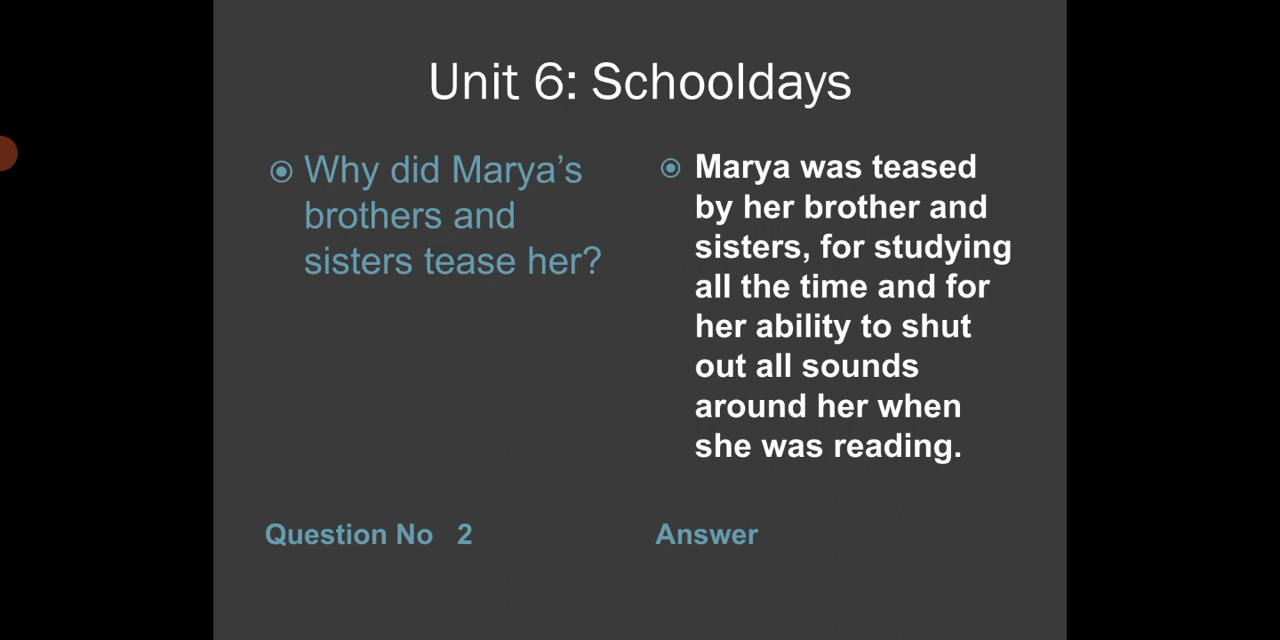 Unit 6: Schooldays
Why did Marya’s
brothers and
sisters tease her?
Marya was teased
by her brother and
sisters, for studying
all the time and for
her ability to shut
out all sounds
around her when
she was reading.
Question No 2
Answer